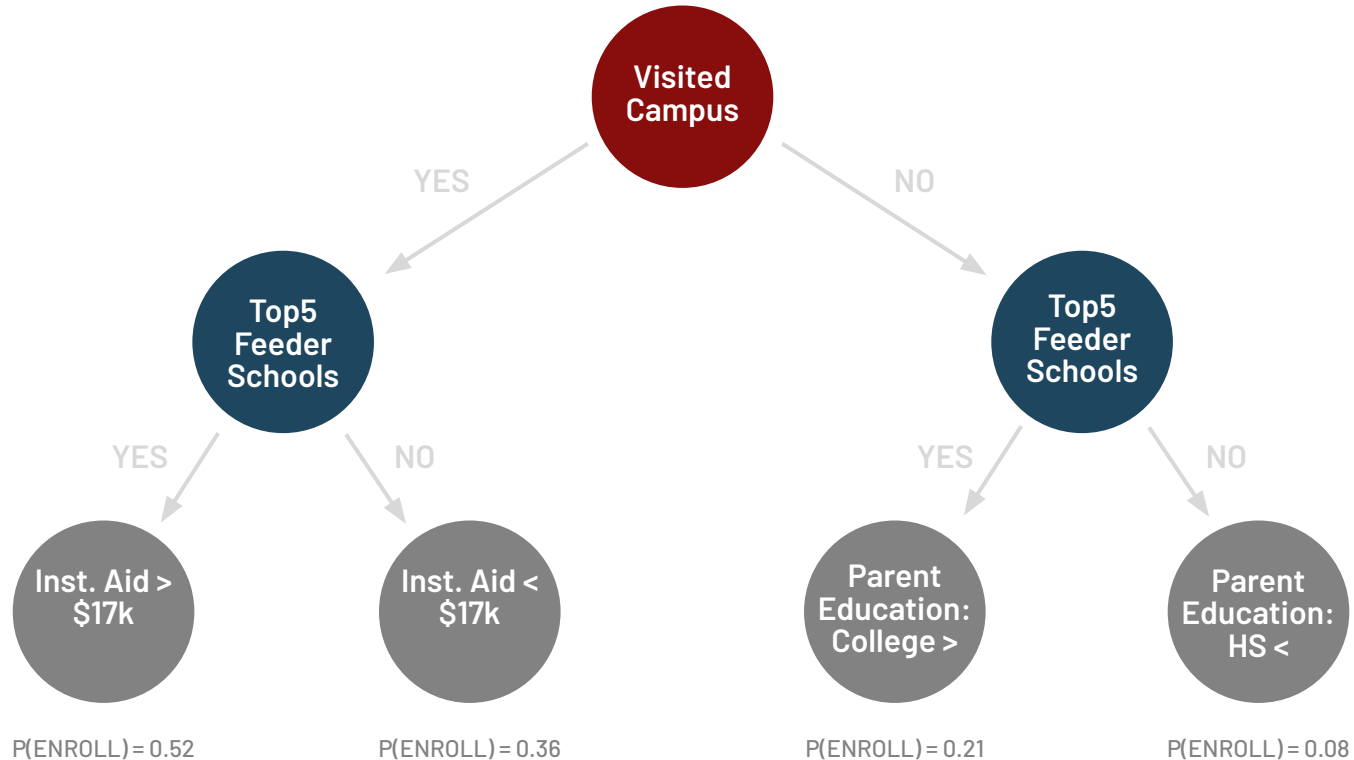 Visited
Campus
YES
NO
Top5
Feeder
Schools
Top5
Feeder
Schools
YES
NO
YES
NO
Inst. Aid >
$17k
Inst. Aid <
$17k
Parent
Education:
College >
Parent
Education:
HS <
P(ENROLL) = 0.52
P(ENROLL) = 0.36
P(ENROLL) = 0.21
P(ENROLL) = 0.08